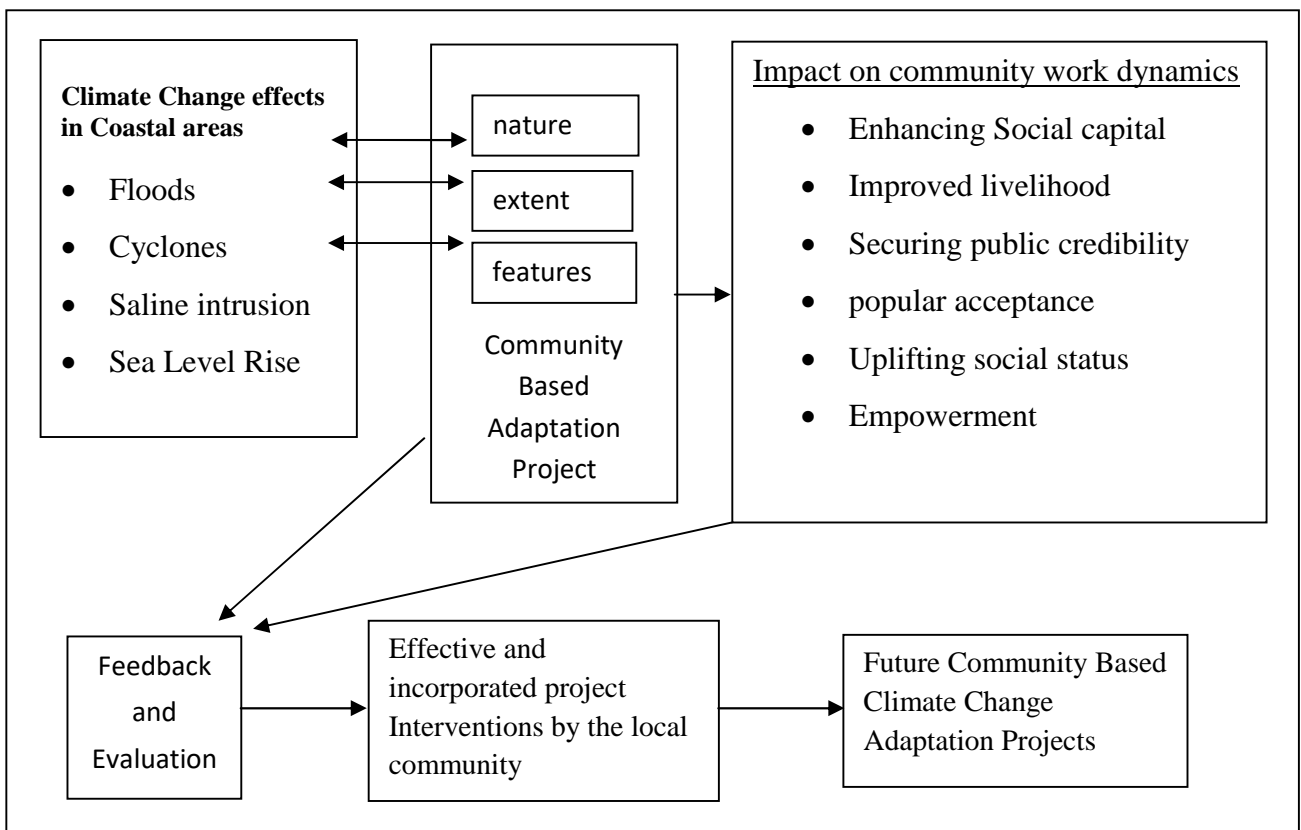 Climate Change effects
in Coastal areas
• Floods
• Cyclones
• Saline intrusion
• Sea Level Rise
nature
extent
features
Community
Based
Adaptation
Project
Impact on community work dynamics
• Enhancing Social capital
• Improved livelihood
• Securing public credibility
• popular acceptance
• Uplifting social status
• Empowerment
Feedback
and
Evaluation
Effective and
incorporated project
Interventions by the local
community
Future Community Based
Climate Change
Adaptation Projects